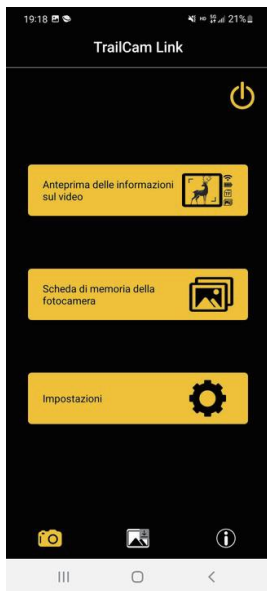 19:18 21%
TrailCam Link
Anteprima delle informazioni
sul video
Scheda di memoria della
fotocamera
Impostazioni